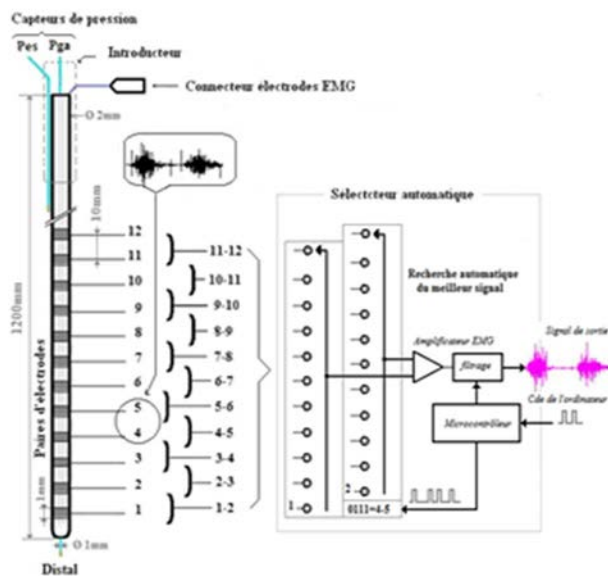 Capteurs de pression
Pes Pga
Introducteur
Connecteur électrodes EMG
Ø 2mm
10mm
1200mm
Paires d'électrodes
1mm
Ø 1mm
Distal
12
11
10
9
8
7
6
5
4
3
2
1
11-12
10-11
9-10
8-9
7-8
6-7
5-6
4-5
3-4
2-3
1-2
Sélectcteur automatique
Recherche automatique
du meilleur signal
Amplificateur EMG
filtrage
Signal de sortie
Cde de l'ordinateur
Microcontrôleur
1
2
0111=4-5